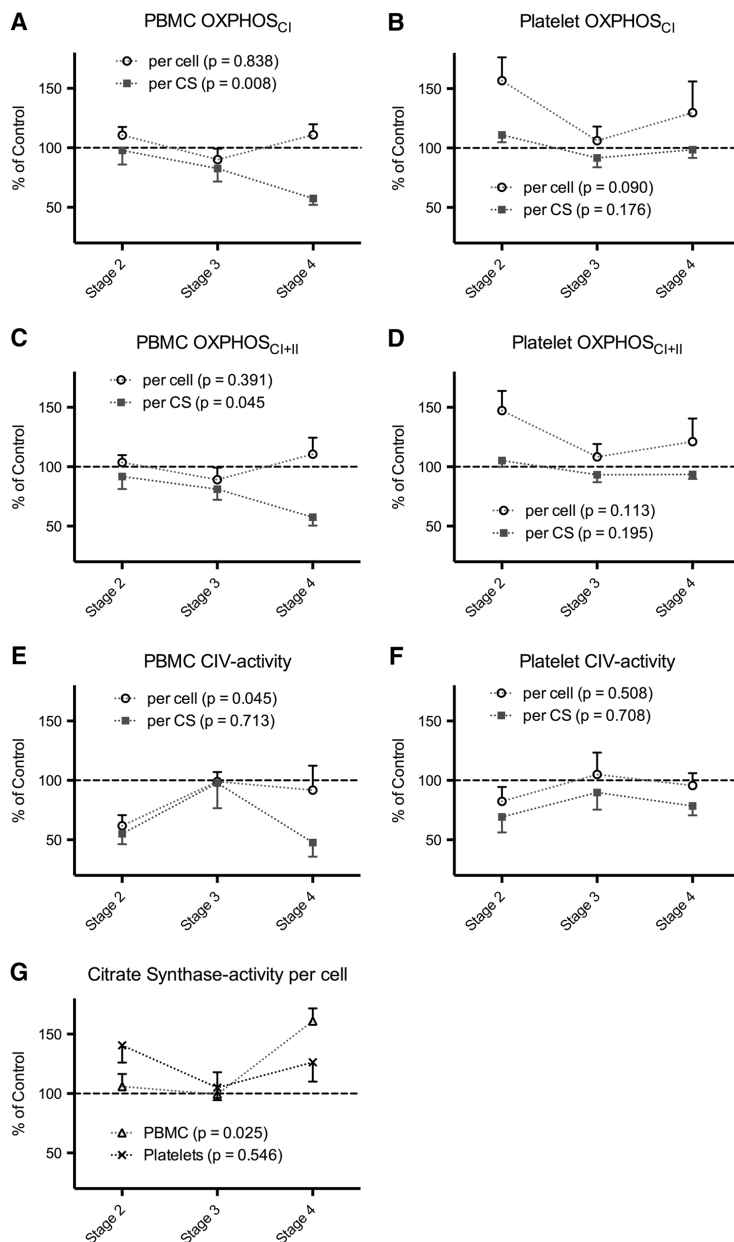 A
PBMC OXPHOS_CI
% of Control
150
100
50
per cell (p = 0.838)
per CS (p = 0.008)
Stage 2
Stage 3
Stage 4
B
Platelet OXPHOS_CI
% of Control
150
100
50
per cell (p = 0.090)
per CS (p = 0.176)
Stage 2
Stage 3
Stage 4
C
PBMC OXPHOS_CI+II
% of Control
150
100
50
per cell (p = 0.391)
per CS (p = 0.045
Stage 2
Stage 3
Stage 4
D
Platelet OXPHOS_CI+II
% of Control
150
100
50
per cell (p = 0.113)
per CS (p = 0.195)
Stage 2
Stage 3
Stage 4
E
PBMC CIV-activity
% of Control
150
100
50
per cell (p = 0.045)
per CS (p = 0.713)
Stage 2
Stage 3
Stage 4
F
Platelet CIV-activity
% of Control
150
100
50
per cell (p = 0.508)
per CS (p = 0.708)
Stage 2
Stage 3
Stage 4
G
Citrate Synthase-activity per cell
% of Control
150
100
50
PBMC (p = 0.025)
Platelets (p = 0.546)
Stage 2
Stage 3
Stage 4